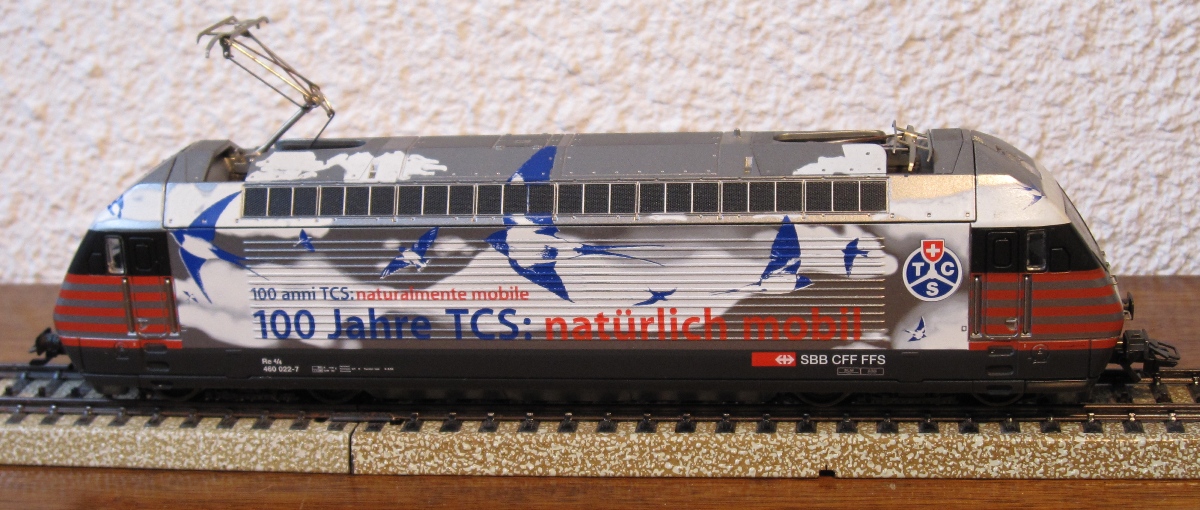 100 anni TCS: naturalmente mobile
100 Jahre TCS: natürlich mobil
T C S
SBB CFF FFS
Re 4/4
460 022-7